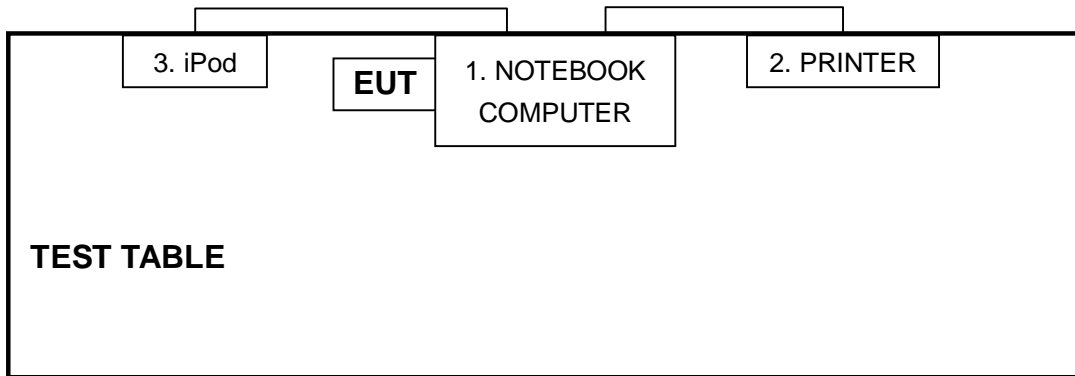 3. iPod
EUT
1. NOTEBOOK
COMPUTER
2. PRINTER
TEST TABLE